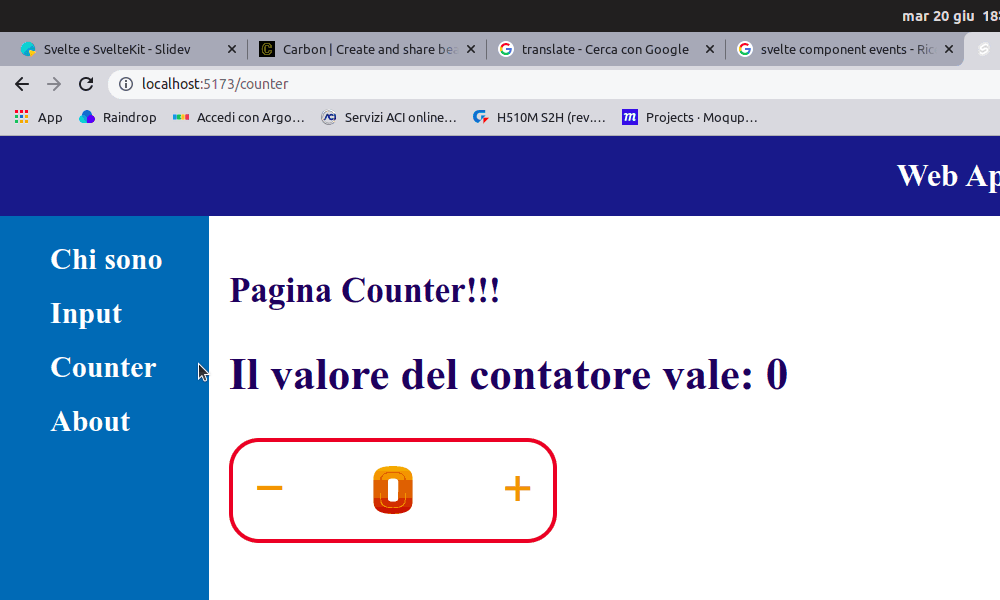 mar 20 giu 18
Svelte e SvelteKit - Slidev
Carbon | Create and share bea
translate - Cerca con Google
svelte component events - Ric
localhost:5173/counter
App
Raindrop
Accedi con Argo…
Servizi ACI online…
H510M S2H (rev.…
Projects · Moqup…
Web Ap
Chi sono
Input
Counter
About
Pagina Counter!!!
Il valore del contatore vale: 0
− 0 +